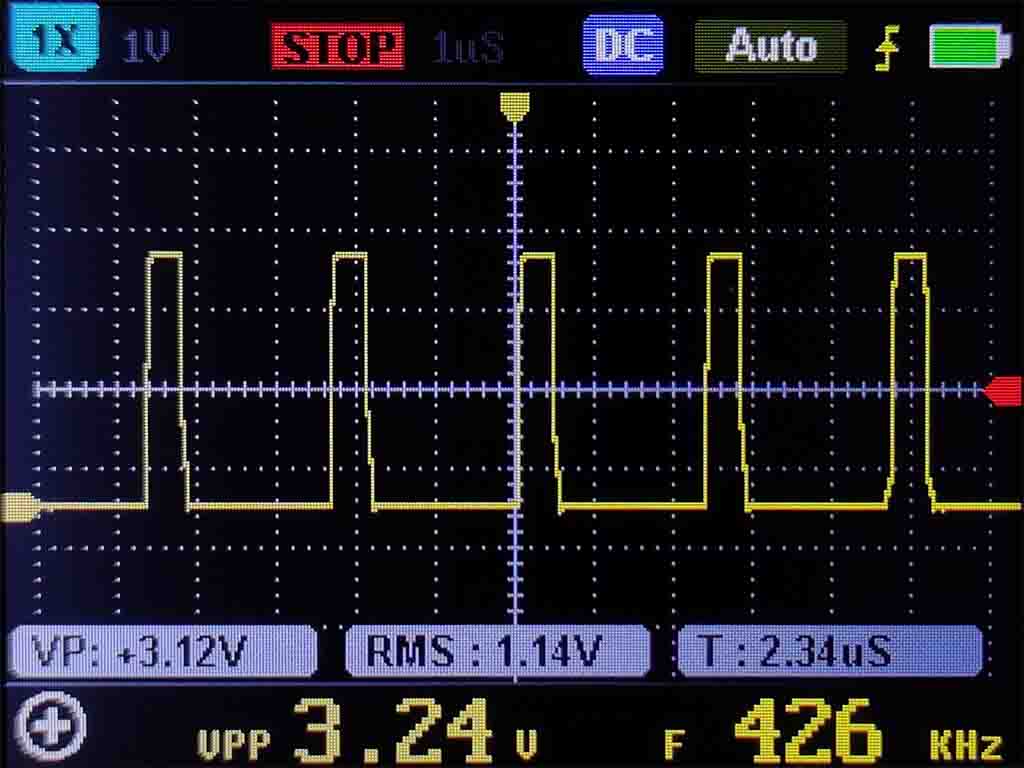 1X 1V STOP 1uS DC Auto
VP: +3.12V RMS : 1.14V T : 2.34uS
VPP 3.24 V F 426 KHz